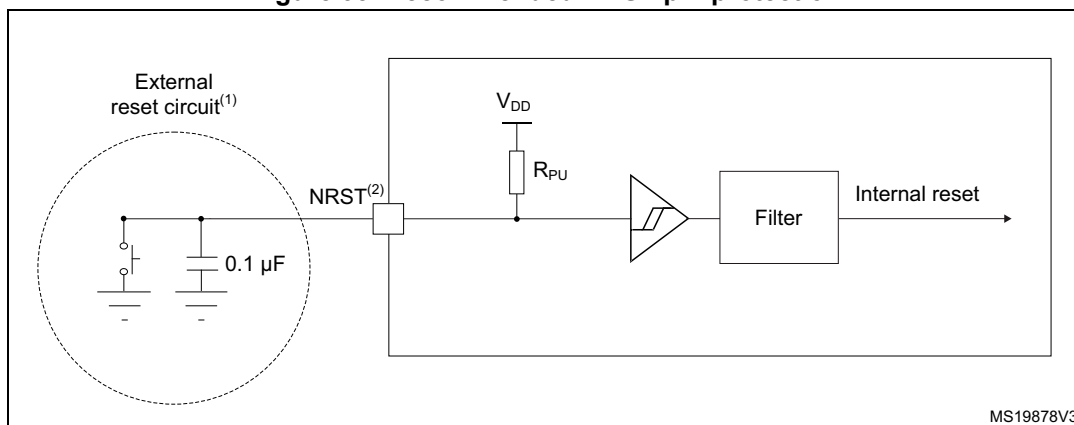 External
reset circuit(1)
VDD
RPU
NRST(2)
Filter
Internal reset
0.1 µF
MS19878V3